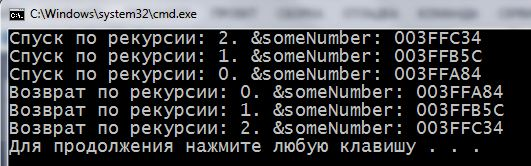 C:\Windows\system32\cmd.exe
Спуск по рекурсии: 2. &someNumber: 003FFC34
Спуск по рекурсии: 1. &someNumber: 003FFB5C
Спуск по рекурсии: 0. &someNumber: 003FFA84
Возврат по рекурсии: 0. &someNumber: 003FFA84
Возврат по рекурсии: 1. &someNumber: 003FFB5C
Возврат по рекурсии: 2. &someNumber: 003FFC34
Для продолжения нажмите любую клавишу . . .